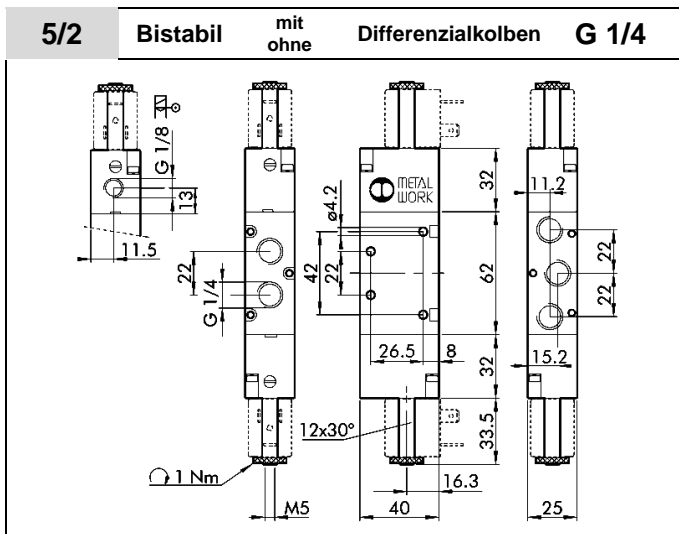 5/2 Bistabil mit ohne Differenzialkolben G 1/4
G 1/8
13
11.5
22
G 1/4
1 Nm
M5
METAL
WORK
ø4.2
42
22
26.5
8
12x30°
16.3
40
32
62
32
33.5
11.2
22
22
15.2
25